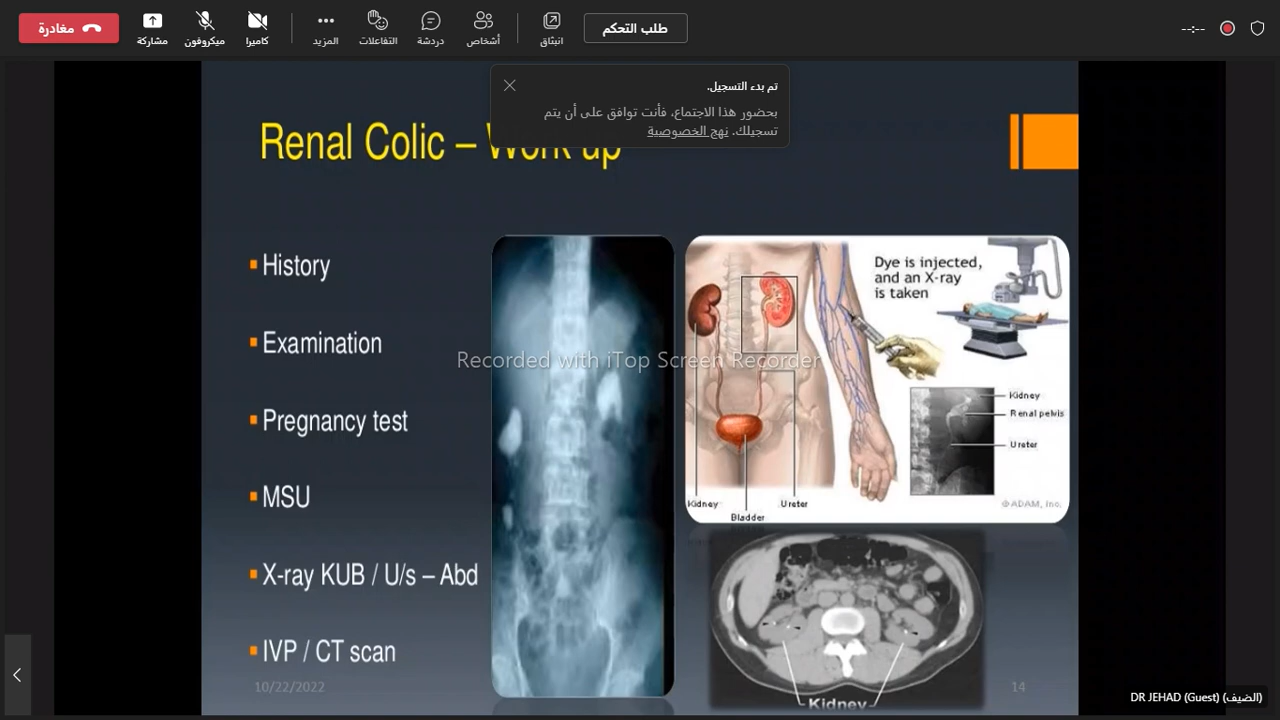 مغادرة
مشاركة
ميكروفون
كاميرا
المزيد
التفاعلات
دردشة
أشخاص
انبثاق
طلب التحكم
--:--
تم بدء التسجيل.
بحضور هذا الاجتماع، فأنت توافق على أن يتم
تسجيلك. نهج الخصوصية
Renal Colic – Work up
History
Examination
Pregnancy test
MSU
X-ray KUB / U/s – Abd
IVP / CT scan
Dye is injected,
and an X-ray
is taken
Kidney
Renal pelvis
Ureter
Kidney
Ureter
Bladder
©ADAM, Inc.
Recorded with iTop Screen Recorder
Kidney
10/22/2022
14
DR JEHAD (Guest) (الضيف)